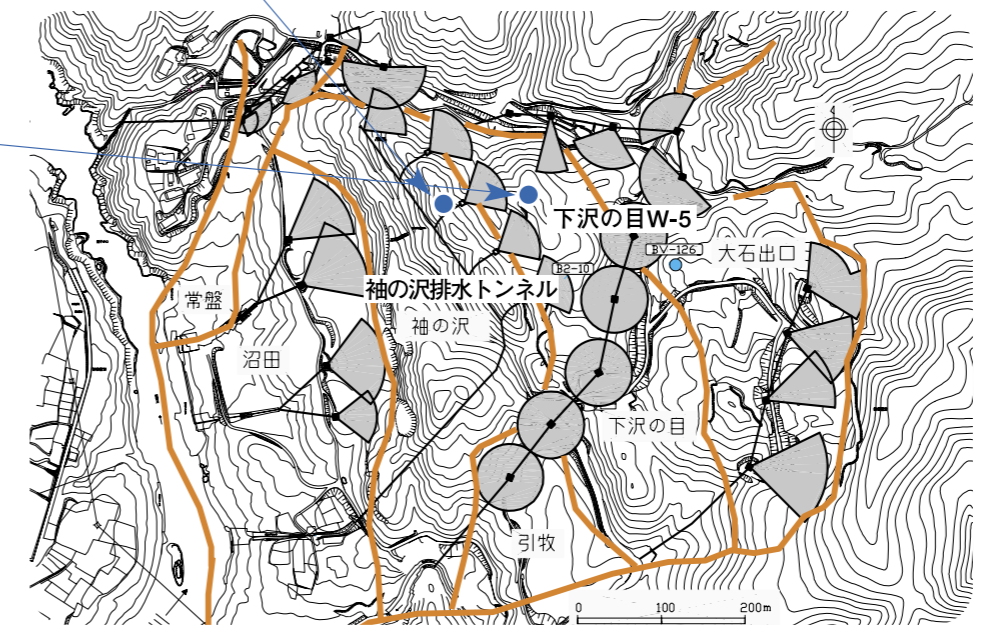 4
下沢の目W-5
BV-126
大石出口
B2-10
袖の沢排水トンネル
常盤
袖の沢
沼田
下沢の目
引牧
0 100 200m